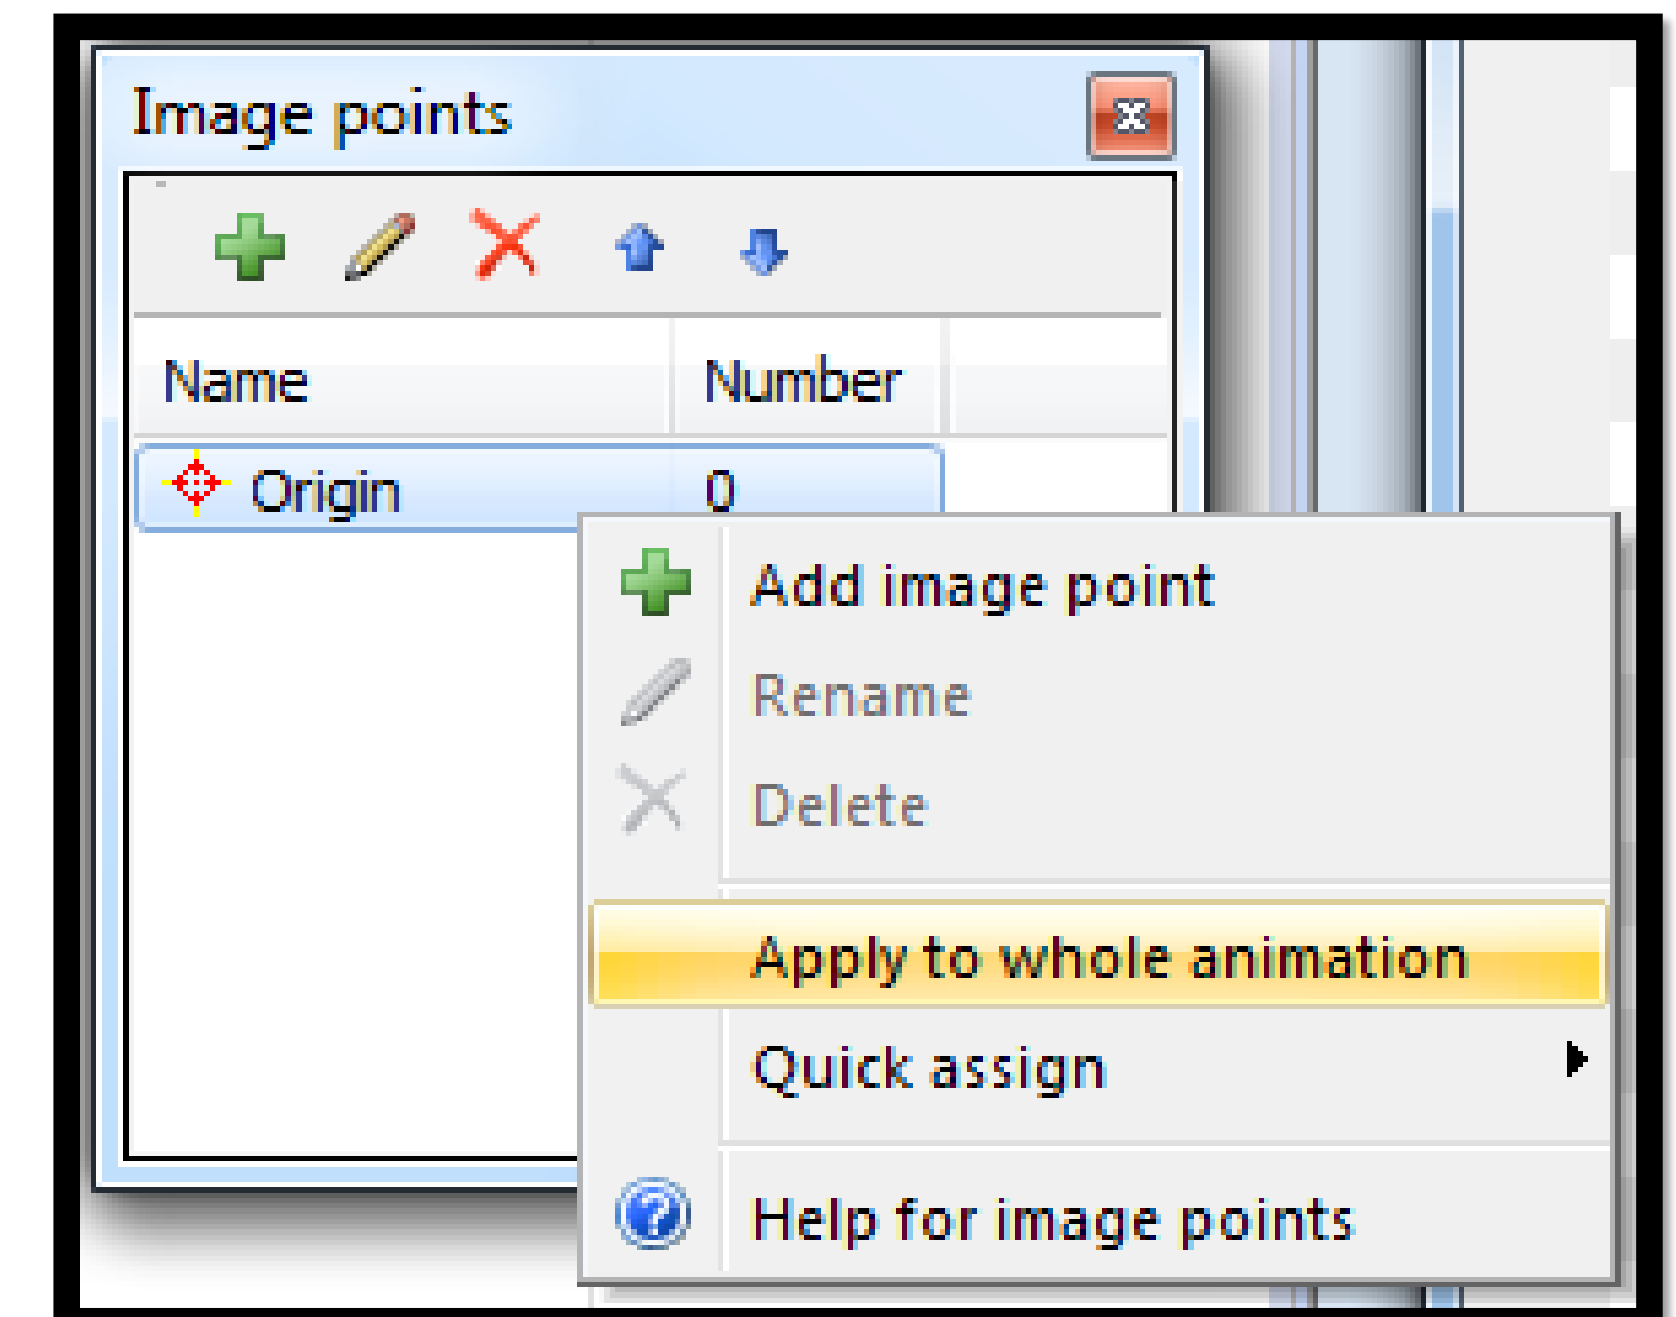 Image points
Name Number
Origin 0
Add image point
Rename
Delete
Apply to whole animation
Quick assign
Help for image points